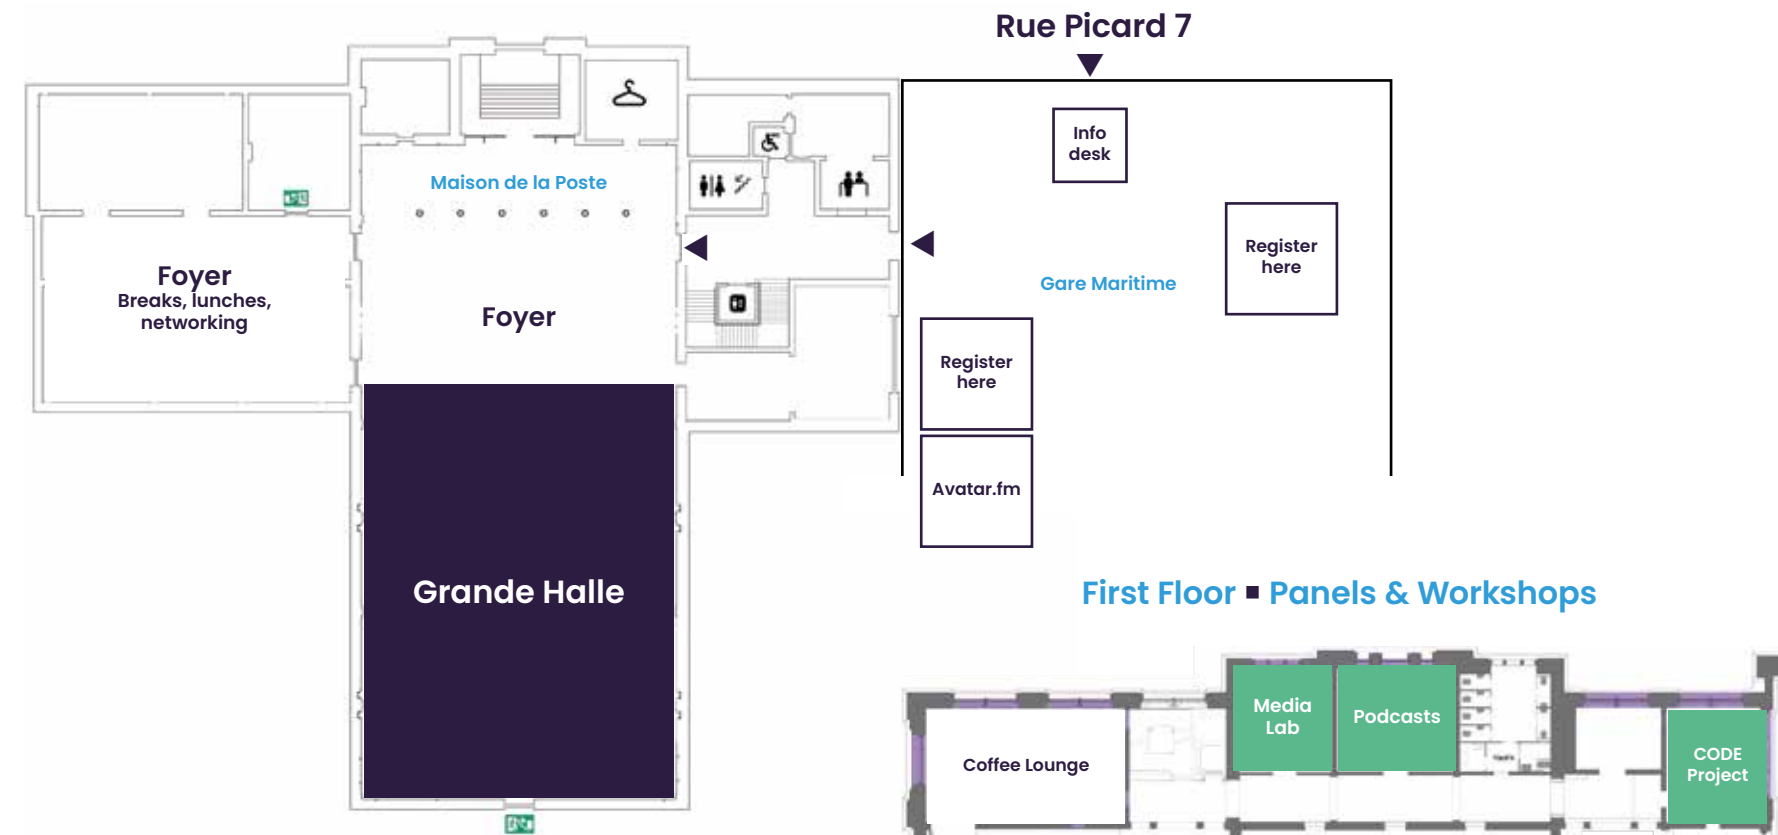 Rue Picard 7
Info
desk
Maison de la Poste
Register
here
Gare Maritime
Foyer
Breaks, lunches,
networking
Foyer
Register
here
Avatar.fm
Grande Halle
First Floor ▪ Panels & Workshops
Media
Lab
Podcasts
Coffee Lounge
CODE
Project